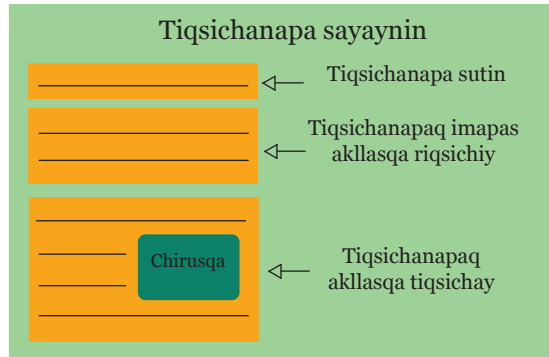 Tiqsichanapa sayaynin
Tiqsichanapa sutin
Tiqsichanapaq imapas
akllasqa riqsichiy
Chirusqa
Tiqsichanapaq
akllasqa tiqsichay